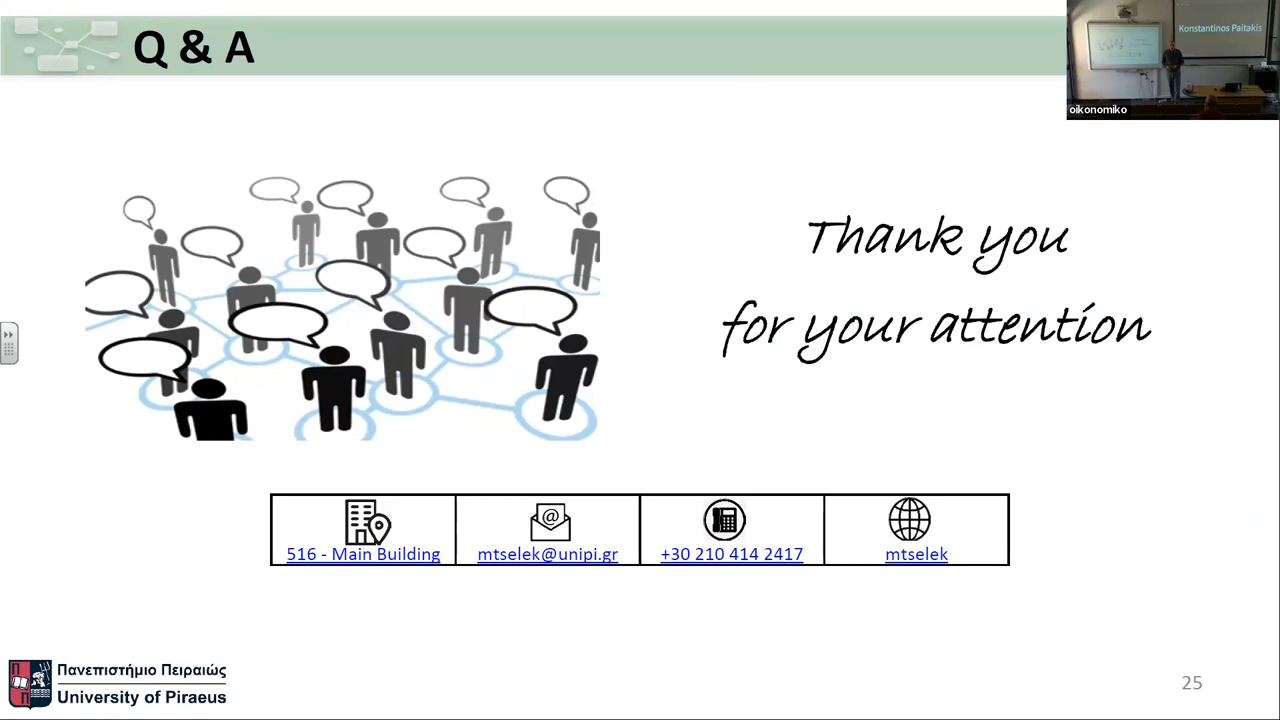 Q & A
Konstantinos Paitakis
oikonomiko
Thank you
for your attention
516 - Main Building
mtselek@unipi.gr
+30 210 414 2417
mtselek
Πανεπιστήμιο Πειραιώς
University of Piraeus
25